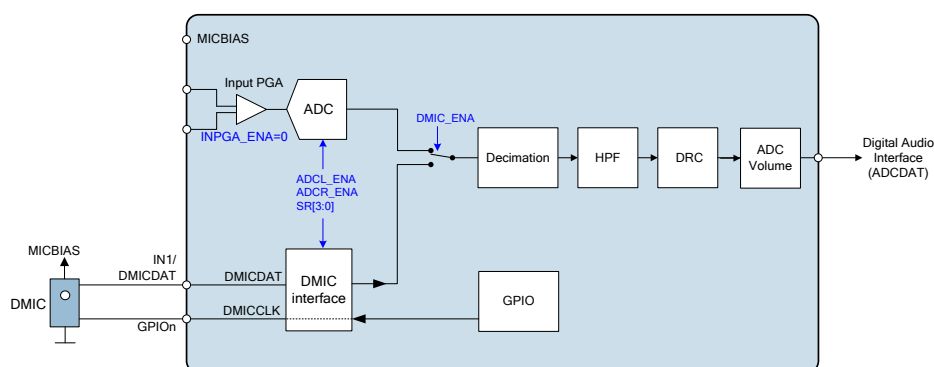 MICBIAS
Input PGA
ADC
INPGA_ENA=0
DMIC_ENA
Decimation
HPF
DRC
ADC
Volume
Digital Audio
Interface
(ADCDAT)
ADCL_ENA
ADCR_ENA
SR[3:0]
MICBIAS
IN1/
DMICDAT
DMICDAT
DMIC
interface
DMIC
GPIOn
DMICCLK
GPIO